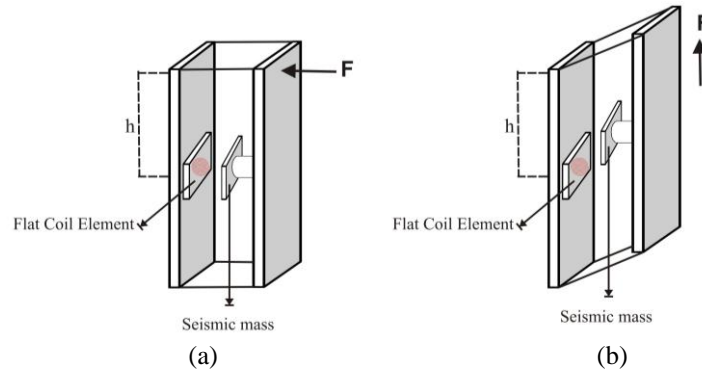 F
h
Flat Coil Element
Seismic mass
(a)
F
h
Flat Coil Element
Seismic mass
(b)